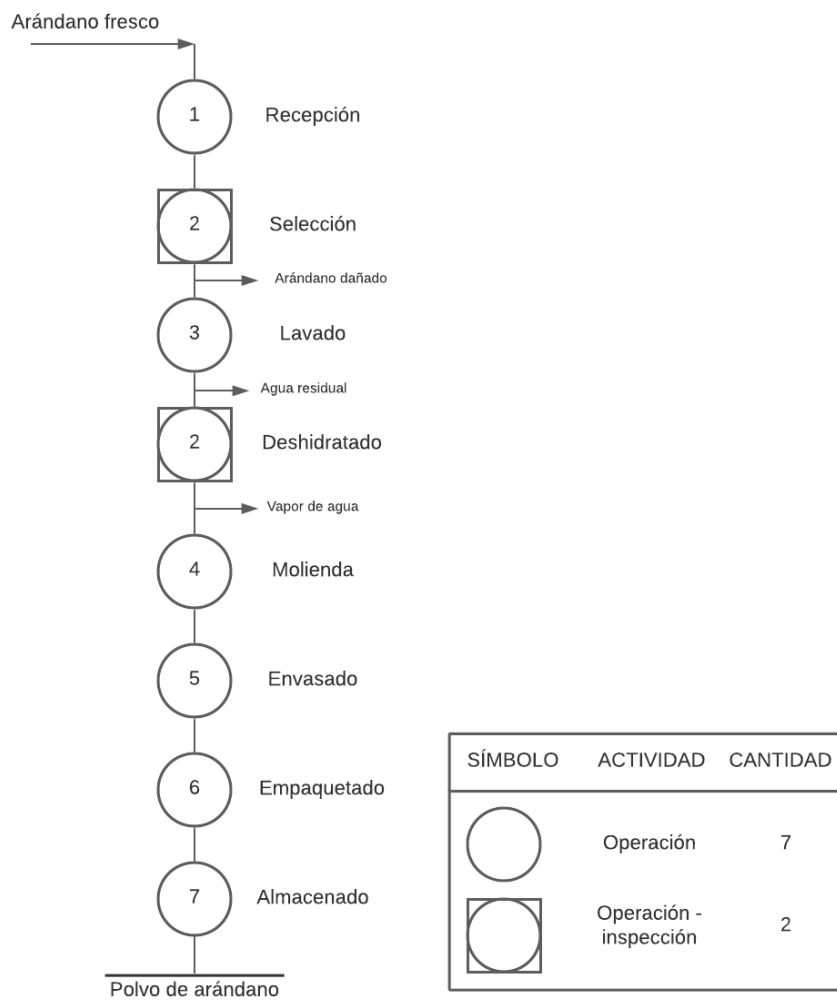 Arándano fresco
1 Recepción
2 Selección
Arándano dañado
3 Lavado
Agua residual
2 Deshidratado
Vapor de agua
4 Molienda
5 Envasado
6 Empaquetado
7 Almacenado
Polvo de arándano
SÍMBOLO ACTIVIDAD CANTIDAD
Operación 7
Operación -
inspección 2